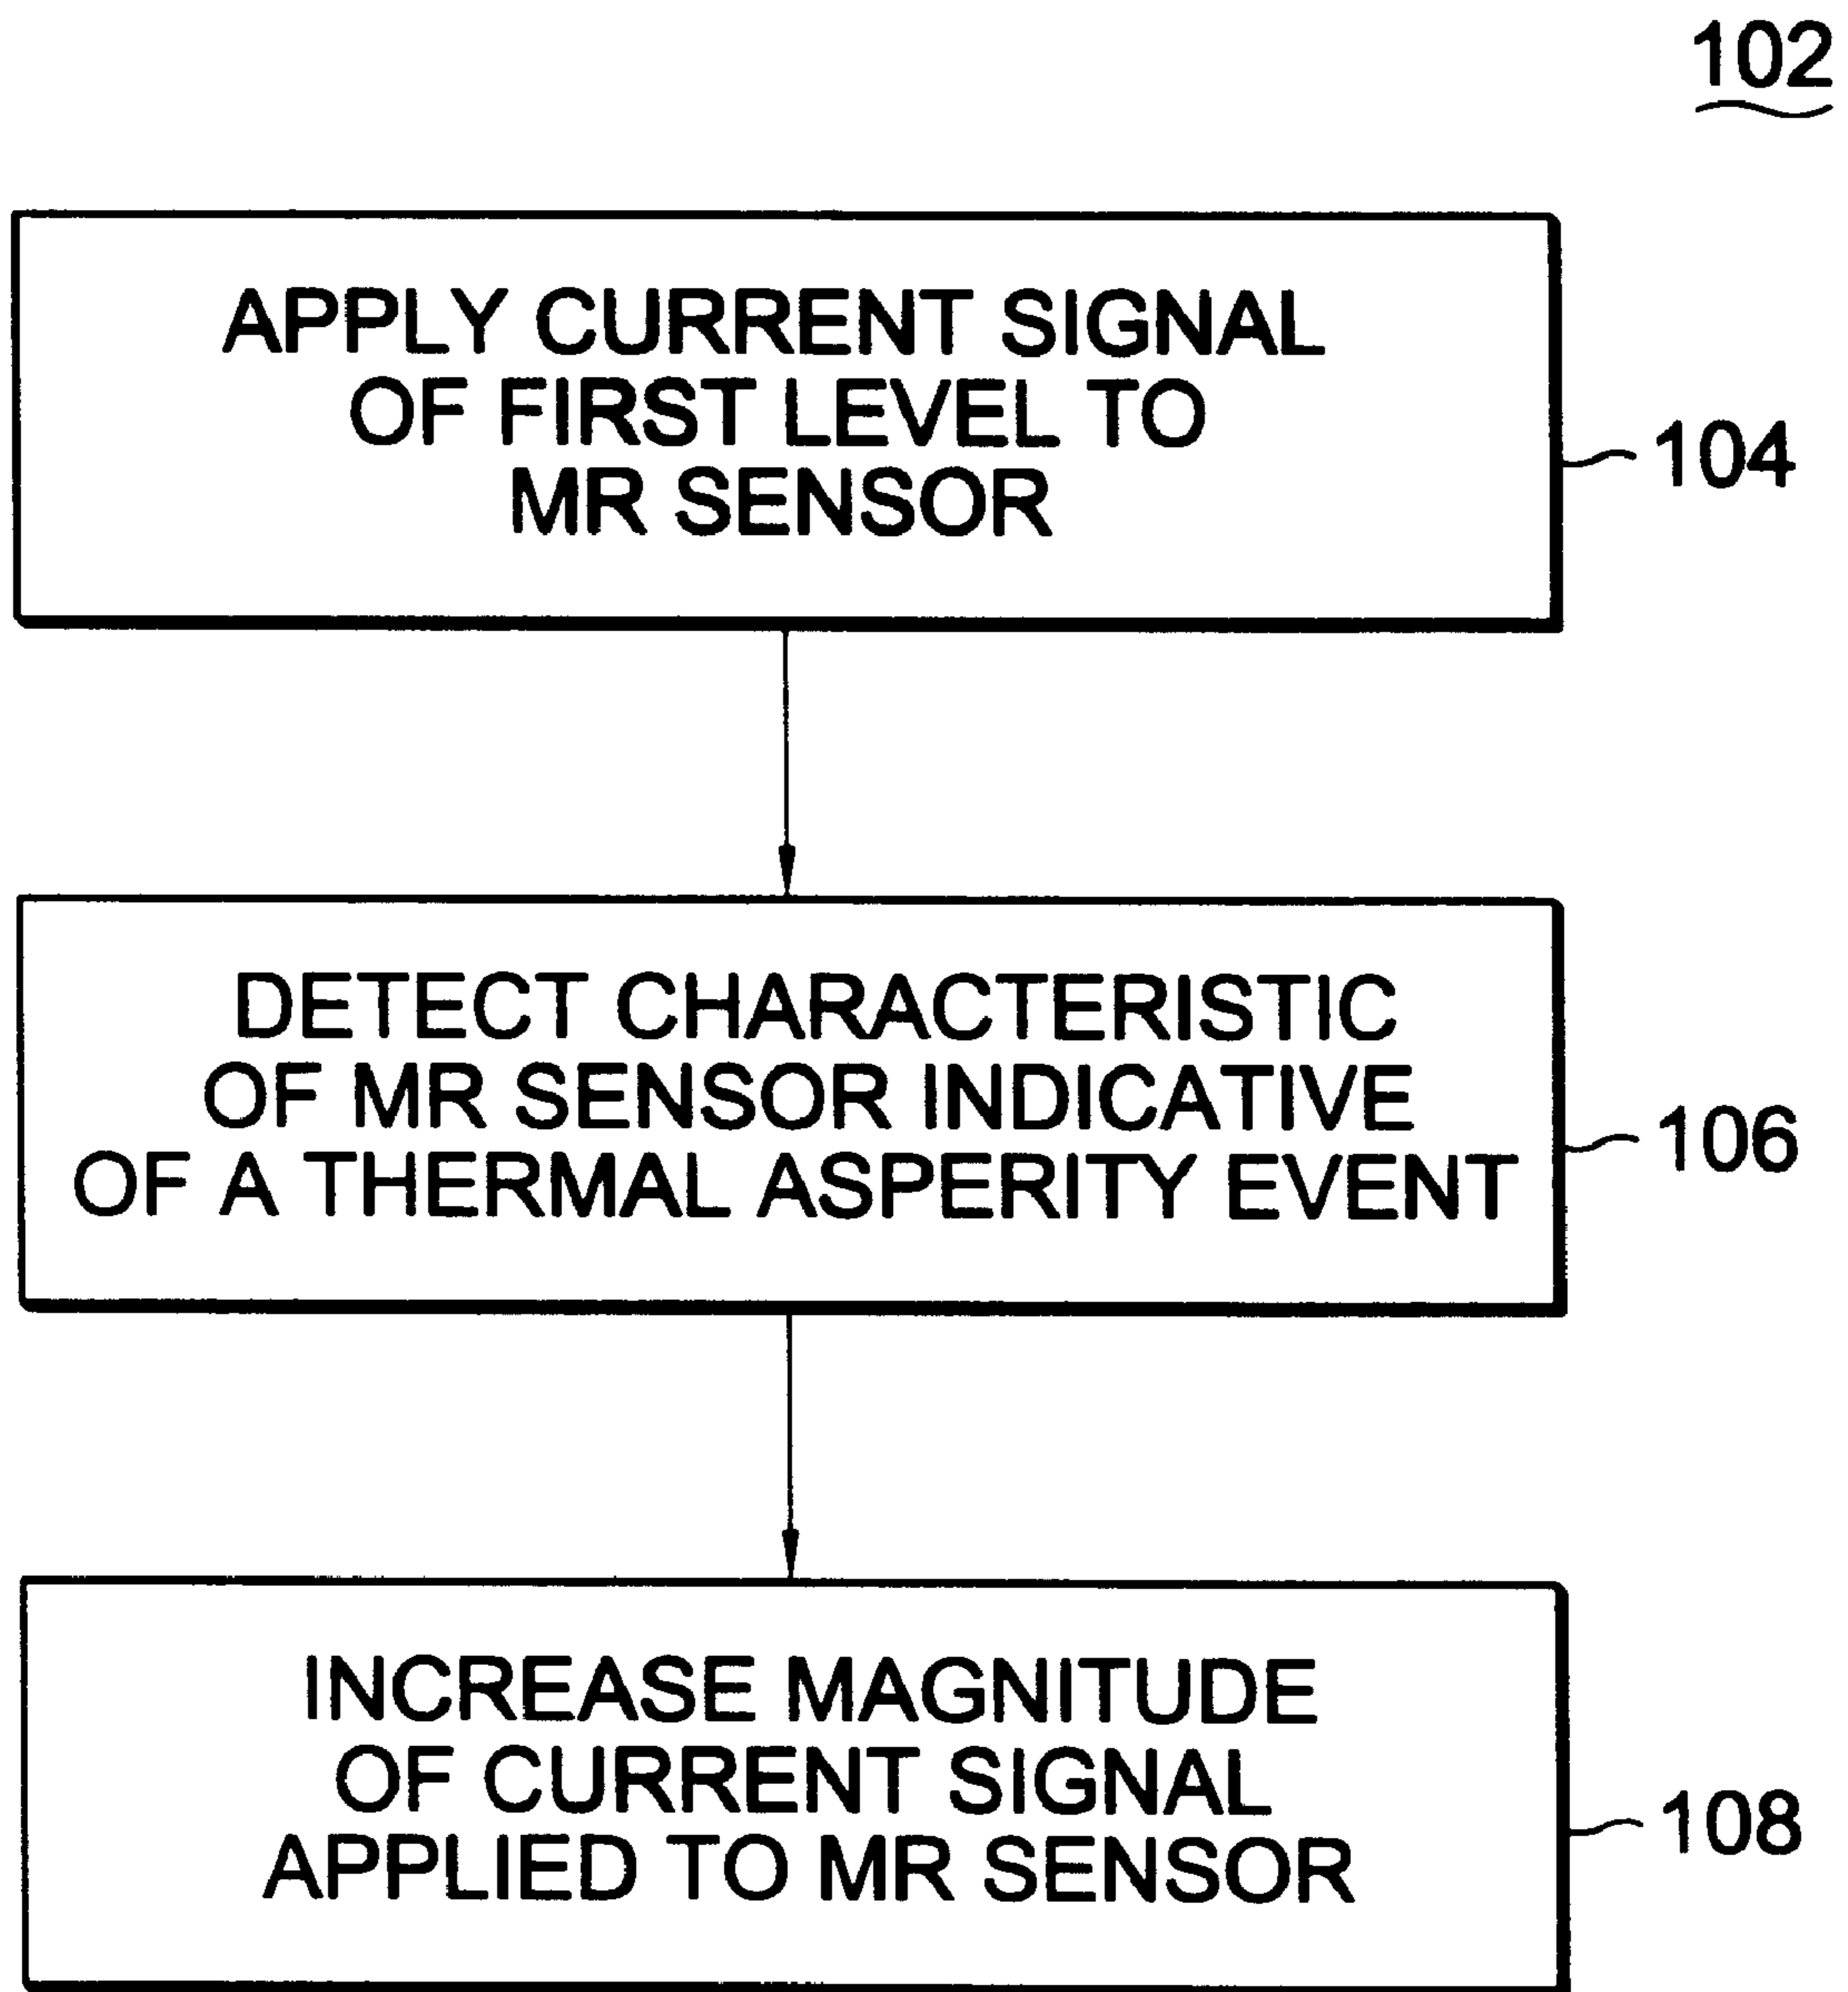 102
APPLY CURRENT SIGNAL
OF FIRST LEVEL TO
MR SENSOR
104
DETECT CHARACTERISTIC
OF MR SENSOR INDICATIVE
OF A THERMAL ASPERITY EVENT
106
INCREASE MAGNITUDE
OF CURRENT SIGNAL
APPLIED TO MR SENSOR
108